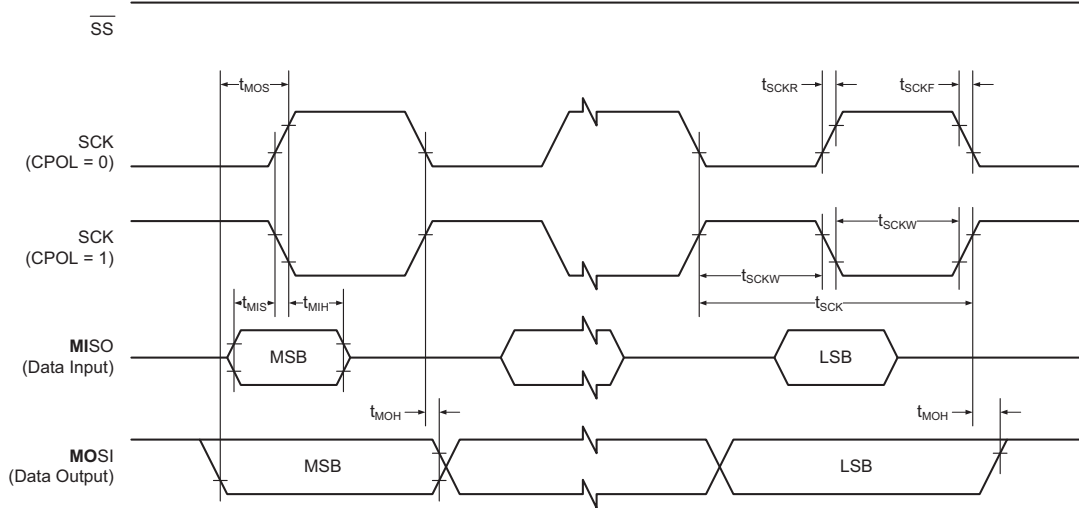 SS
tMOS
tSCKR
tSCKF
SCK
(CPOL = 0)
SCK
(CPOL = 1)
tSCKW
tSCKW
tSCK
tMIS
tMIH
MISO
(Data Input)
MSB
LSB
tMOH
tMOH
MOSI
(Data Output)
MSB
LSB